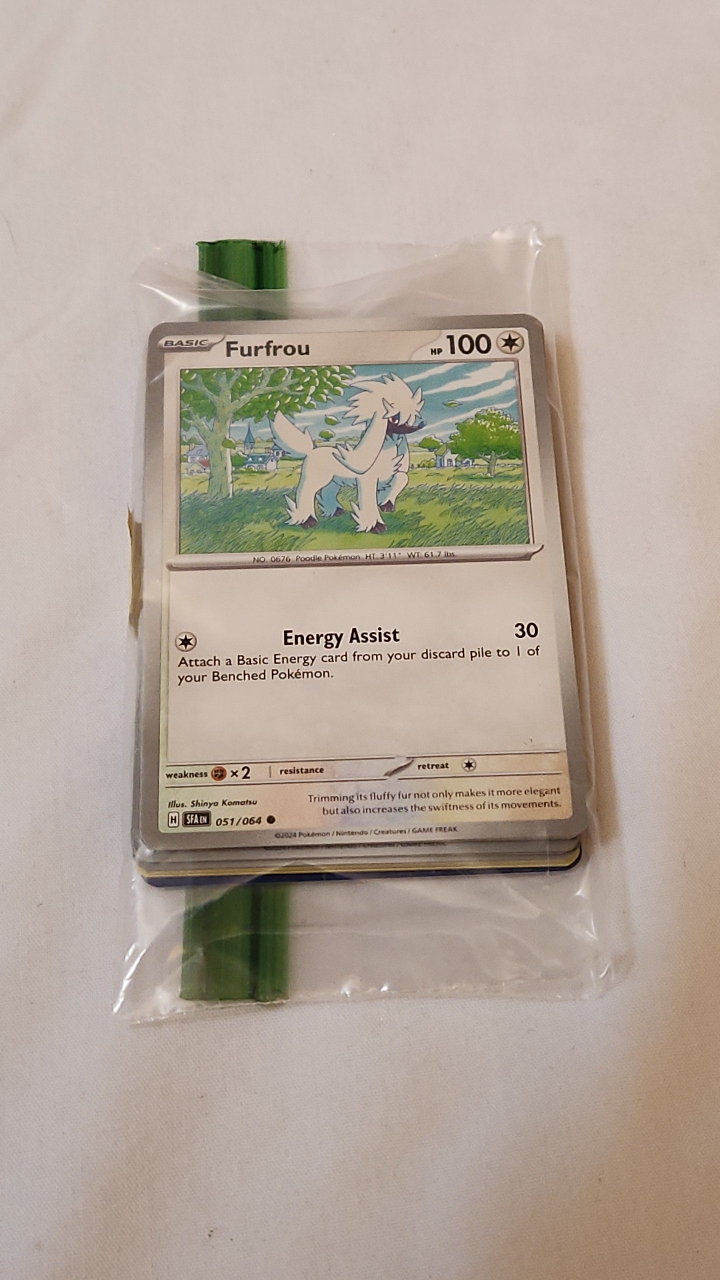 BASIC Furfrou HP 100
NO. 0676 Poodle Pokémon HT: 3'11" WT: 61.7 lbs.
Energy Assist 30
Attach a Basic Energy card from your discard pile to 1 of
your Benched Pokémon.
weakness ×2 resistance retreat
Illus. Shinya Komatsu
Trimming its fluffy fur not only makes it more elegant
but also increases the swiftness of its movements.
H SFA EN 051/064
©2024 Pokémon / Nintendo / Creatures / GAME FREAK